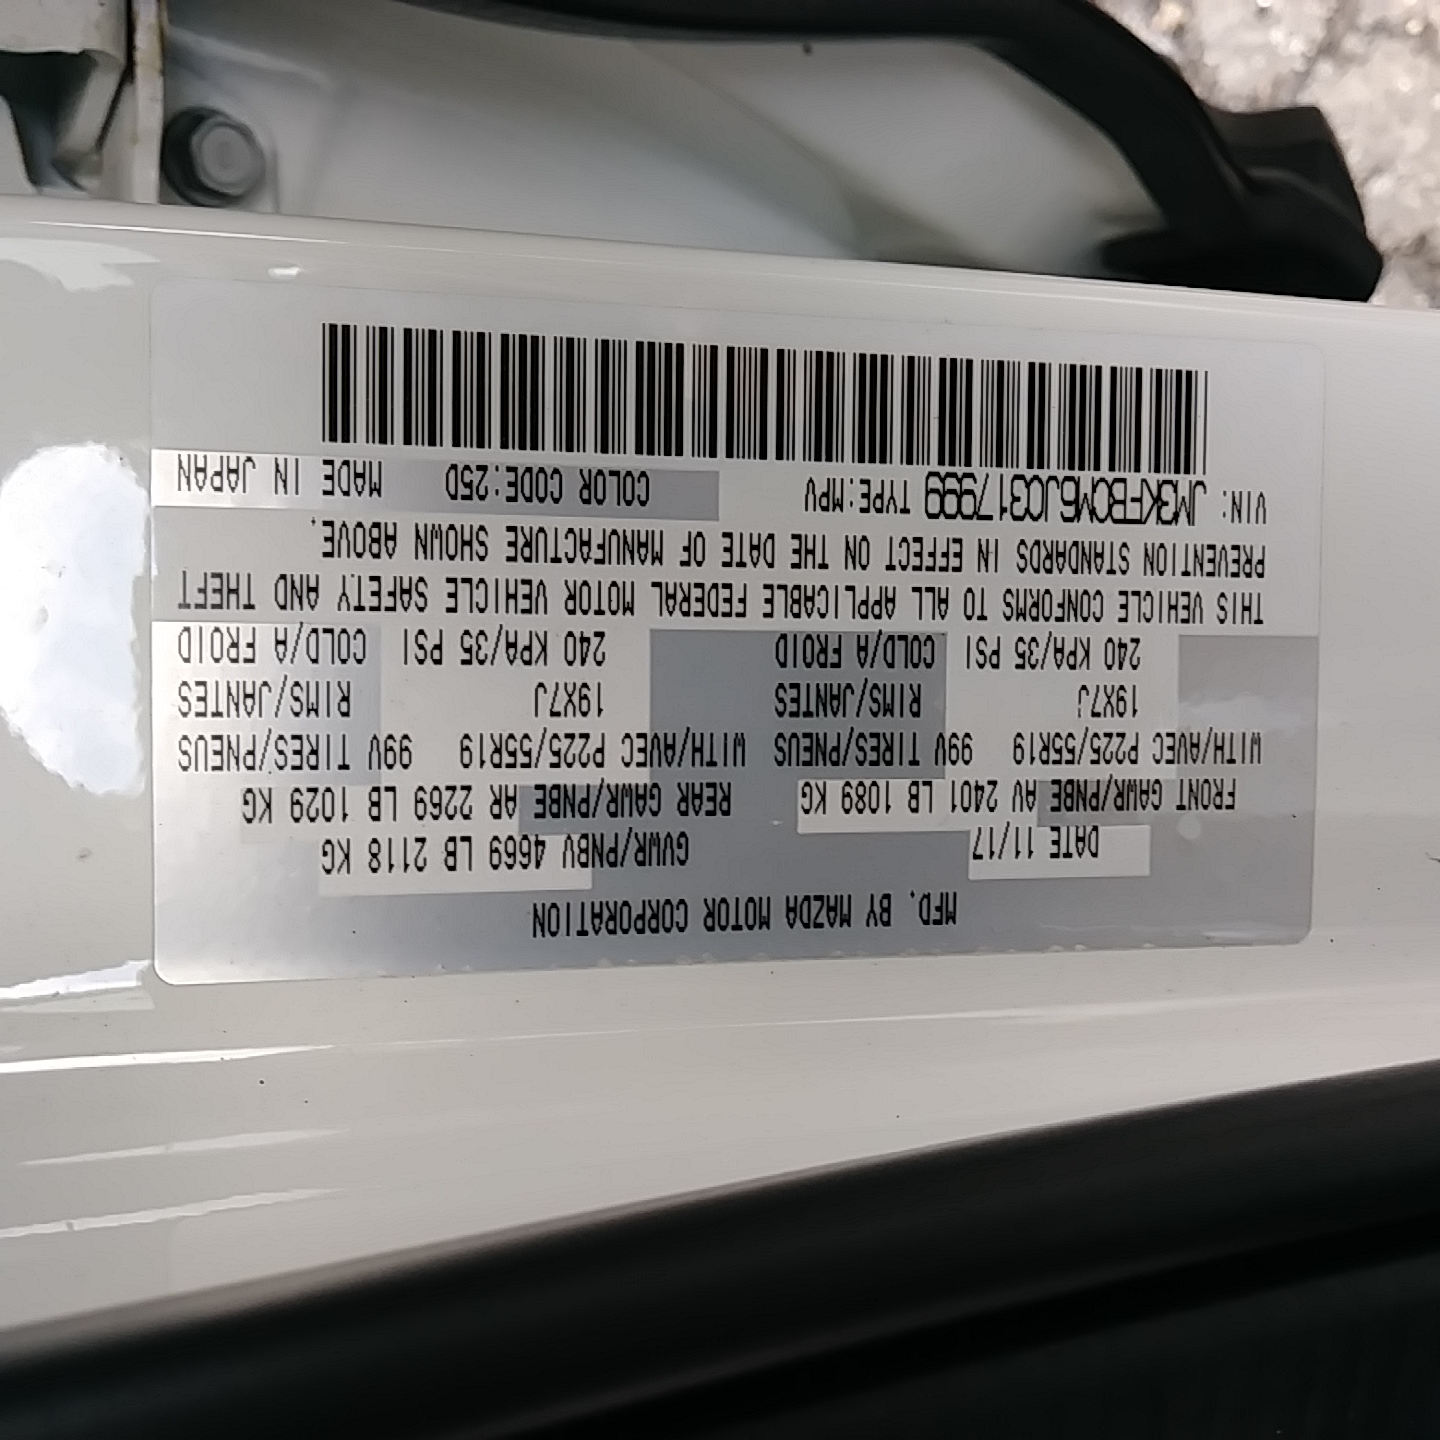 MFD. BY MAZDA MOTOR CORPORATION
DATE 11/17 GVWR/PNBV 4669 LB 2118 KG
FRONT GAWR/PNBE AV 2401 LB 1089 KG REAR GAWR/PNBE AR 2269 LB 1029 KG
WITH/AVEC P225/55R19 99V TIRES/PNEUS WITH/AVEC P225/55R19 99V TIRES/PNEUS
19X7J RIMS/JANTES 19X7J RIMS/JANTES
240 KPA/35 PSI COLD/A FROID 240 KPA/35 PSI COLD/A FROID
THIS VEHICLE CONFORMS TO ALL APPLICABLE FEDERAL MOTOR VEHICLE SAFETY AND THEFT
PREVENTION STANDARDS IN EFFECT ON THE DATE OF MANUFACTURE SHOWN ABOVE.
VIN: JM3KFBCM6J0317999 TYPE:MPV COLOR CODE:25D MADE IN JAPAN